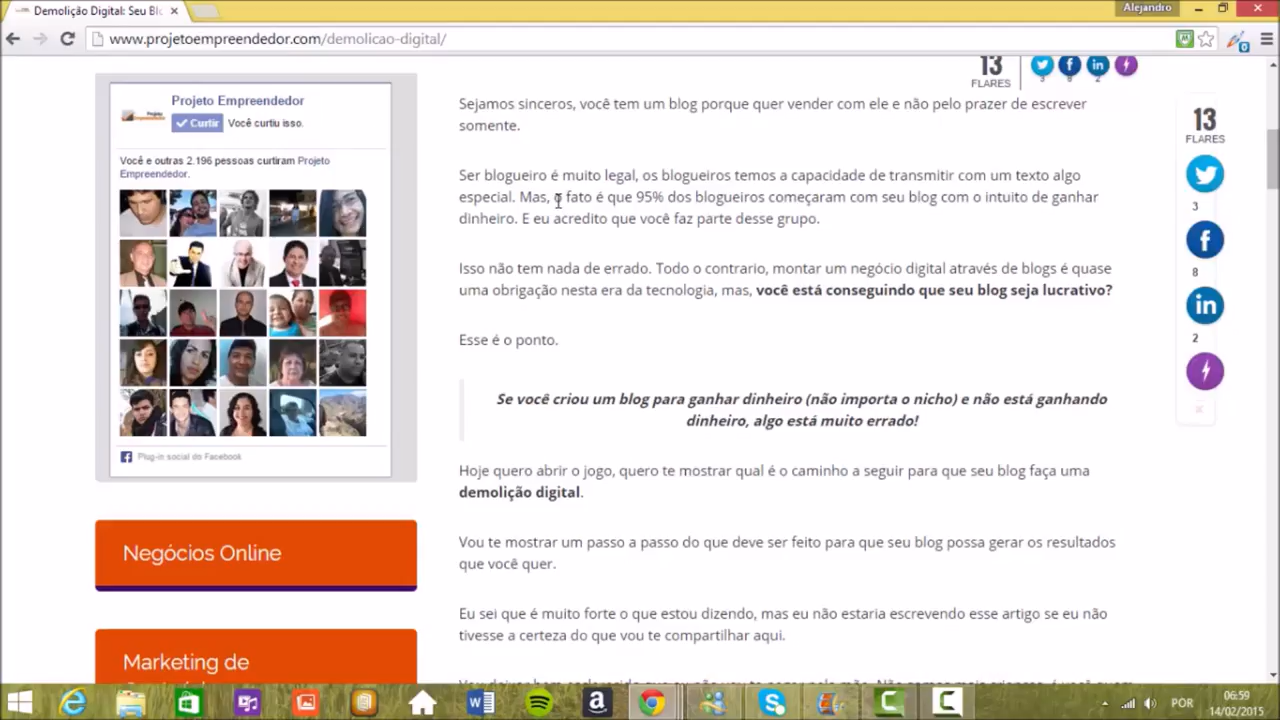 Demolição Digital: Seu Bl
Alejandro
www.projetoempreendedor.com/demolicao-digital/
Projeto Empreendedor
Curtir Você curtiu isso.
Você e outras 2.196 pessoas curtiram Projeto
Empreendedor.
Plug-in social do Facebook
Negócios Online
Marketing de
13
FLARES
3
2
Sejamos sinceros, você tem um blog porque quer vender com ele e não pelo prazer de escrever
somente.
Ser blogueiro é muito legal, os blogueiros temos a capacidade de transmitir com um texto algo
especial. Mas, o fato é que 95% dos blogueiros começaram com seu blog com o intuito de ganhar
dinheiro. E eu acredito que você faz parte desse grupo.
Isso não tem nada de errado. Todo o contrario, montar um negócio digital através de blogs é quase
uma obrigação nesta era da tecnologia, mas, você está conseguindo que seu blog seja lucrativo?
Esse é o ponto.
Se você criou um blog para ganhar dinheiro (não importa o nicho) e não está ganhando
dinheiro, algo está muito errado!
Hoje quero abrir o jogo, quero te mostrar qual é o caminho a seguir para que seu blog faça uma
demolição digital.
Vou te mostrar um passo a passo do que deve ser feito para que seu blog possa gerar os resultados
que você quer.
Eu sei que é muito forte o que estou dizendo, mas eu não estaria escrevendo esse artigo se eu não
tivesse a certeza do que vou te compartilhar aqui.
13
FLARES
3
8
2
POR
06:59
14/02/2015